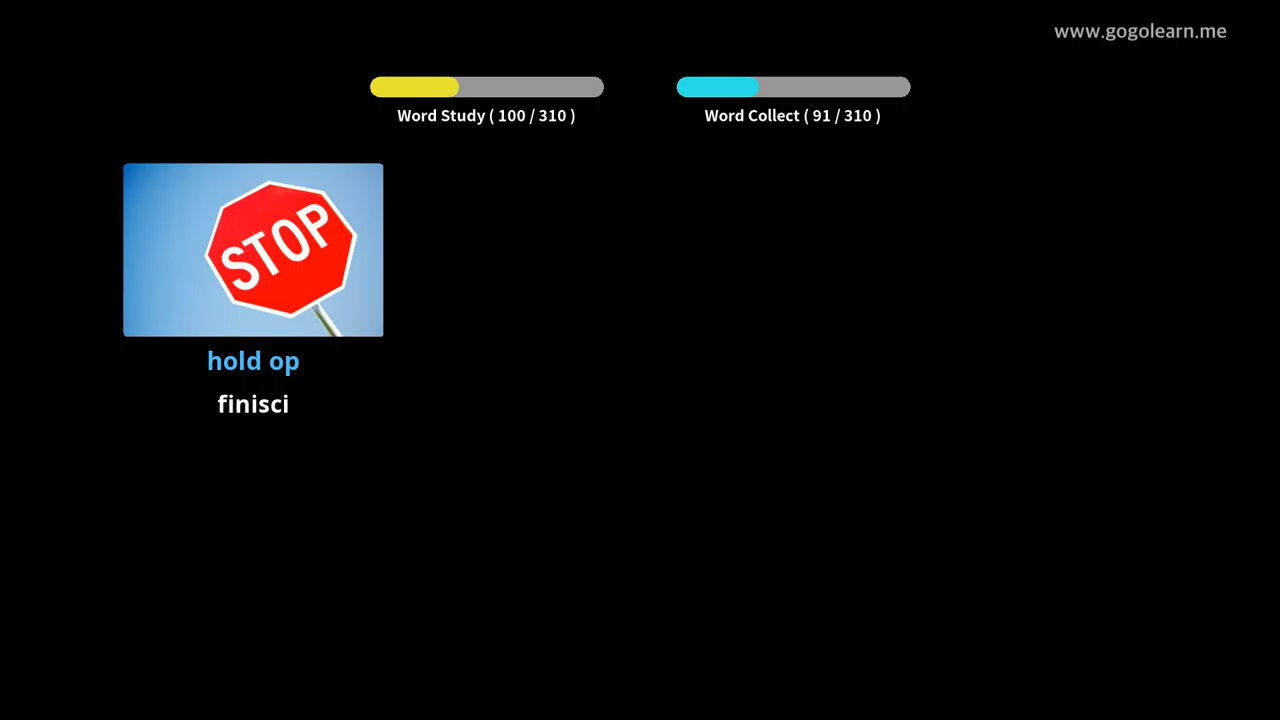 www.gogolearn.me
Word Study ( 100 / 310 )
Word Collect ( 91 / 310 )
STOP
hold op
finisci